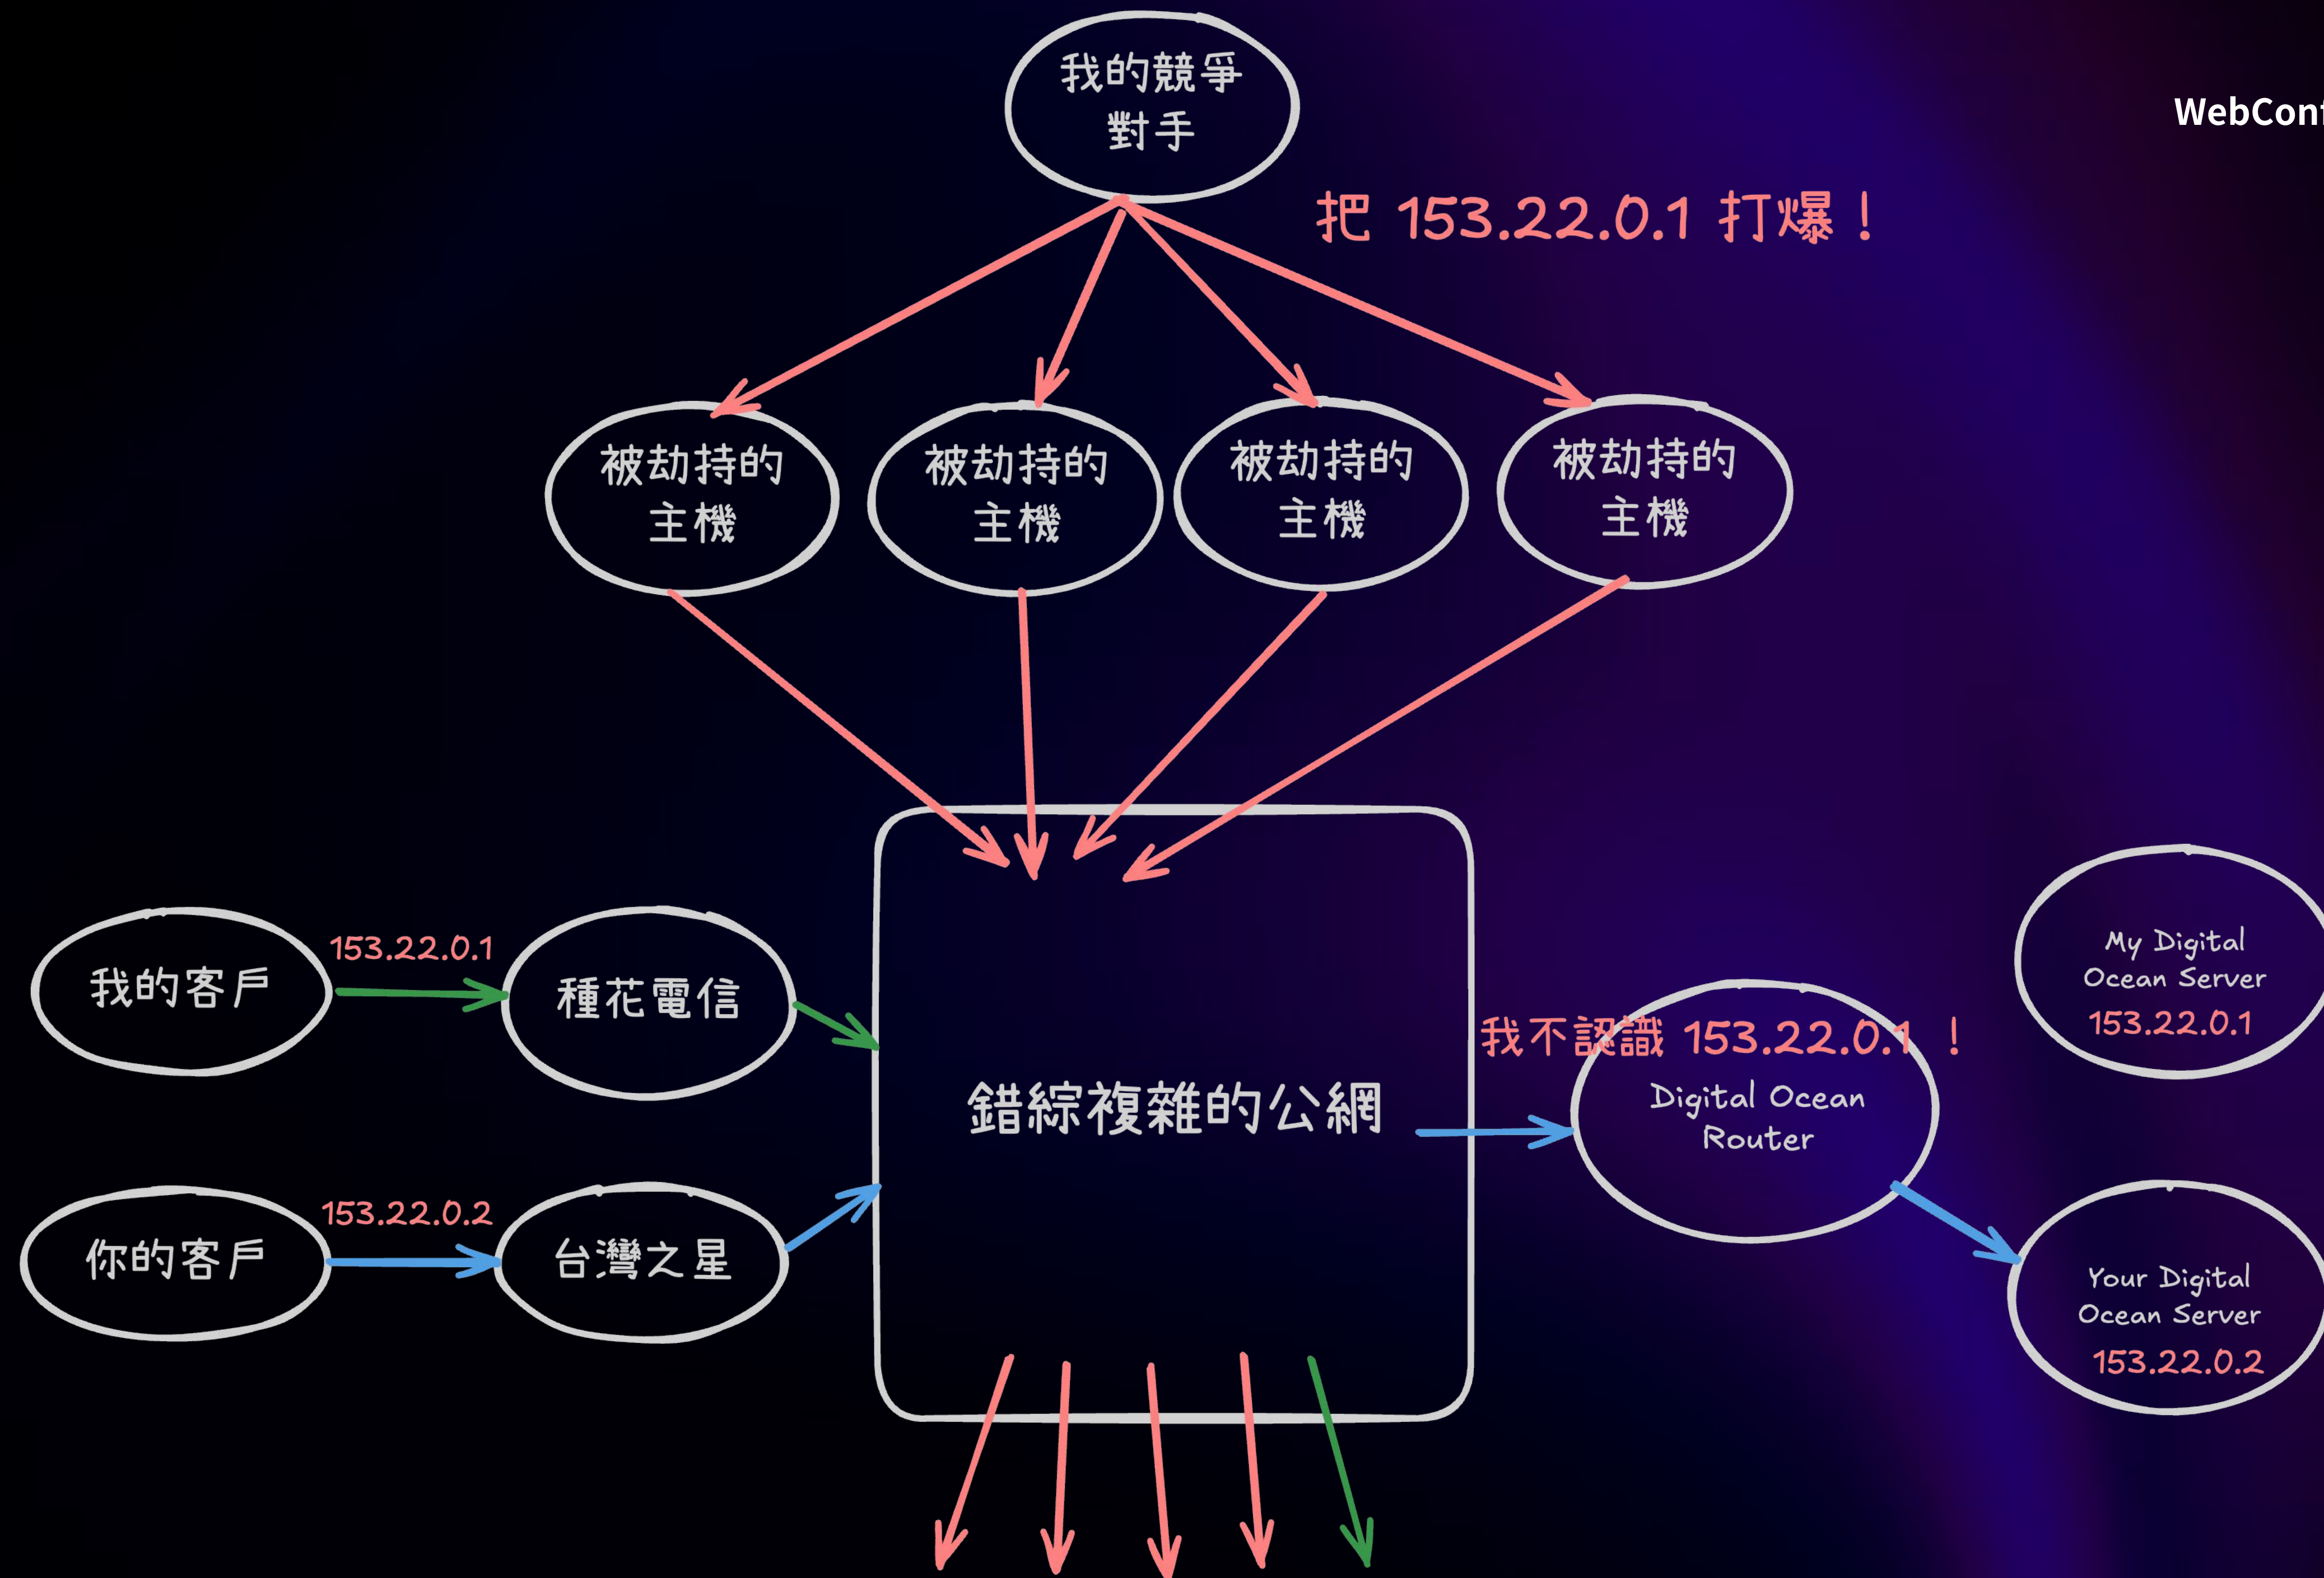 我的競爭
對手
WebConf
把 153.22.0.1 打爆！
被劫持的
主機
被劫持的
主機
被劫持的
主機
被劫持的
主機
我的客戶
153.22.0.1
種花電信
你的客戶
153.22.0.2
台灣之星
錯綜複雜的公網
我不認識 153.22.0.1 ！
Digital Ocean
Router
My Digital
Ocean Server
153.22.0.1
Your Digital
Ocean Server
153.22.0.2